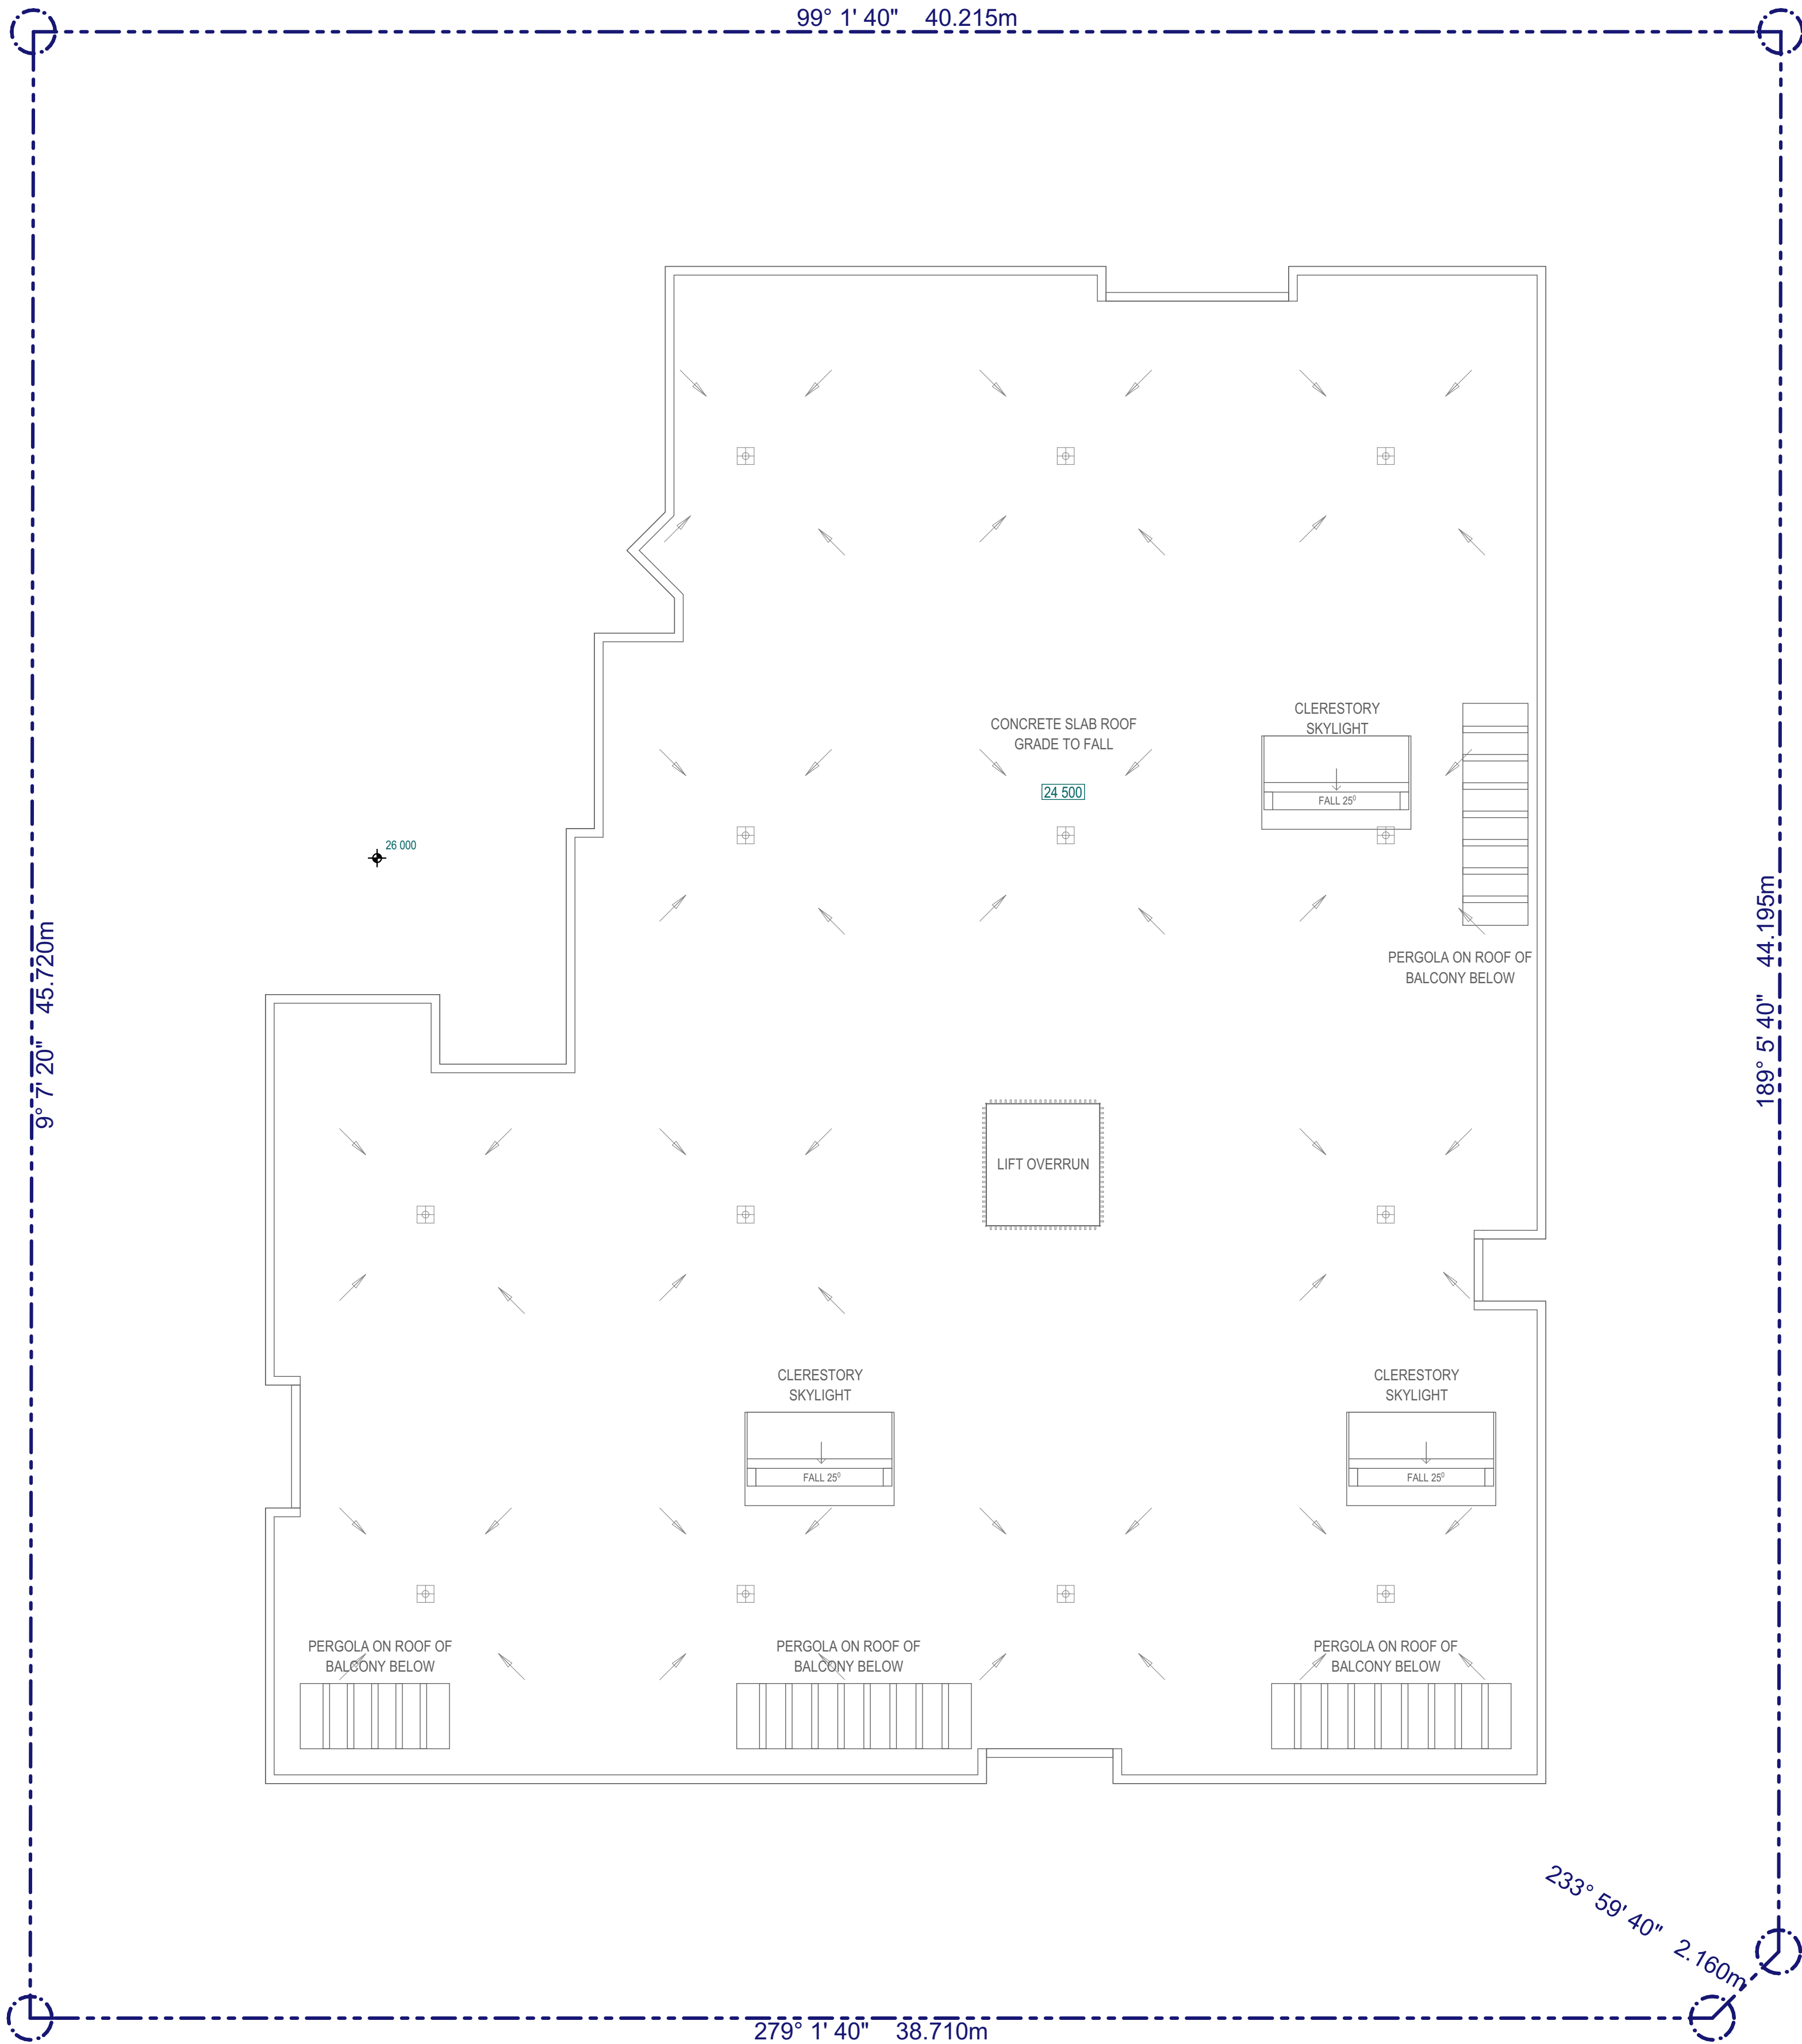 99° 1' 40" 40.215m
CLERESTORY
SKYLIGHT
CONCRETE SLAB ROOF
GRADE TO FALL
24 500
FALL 25⁰
26 000
9° 7' 20" 45.720m
189° 5' 40" 44.195m
PERGOLA ON ROOF OF
BALCONY BELOW
LIFT OVERRUN
CLERESTORY
SKYLIGHT
FALL 25⁰
CLERESTORY
SKYLIGHT
FALL 25⁰
PERGOLA ON ROOF OF
BALCONY BELOW
PERGOLA ON ROOF OF
BALCONY BELOW
PERGOLA ON ROOF OF
BALCONY BELOW
233° 59' 40" 2.160m
279° 1' 40" 38.710m